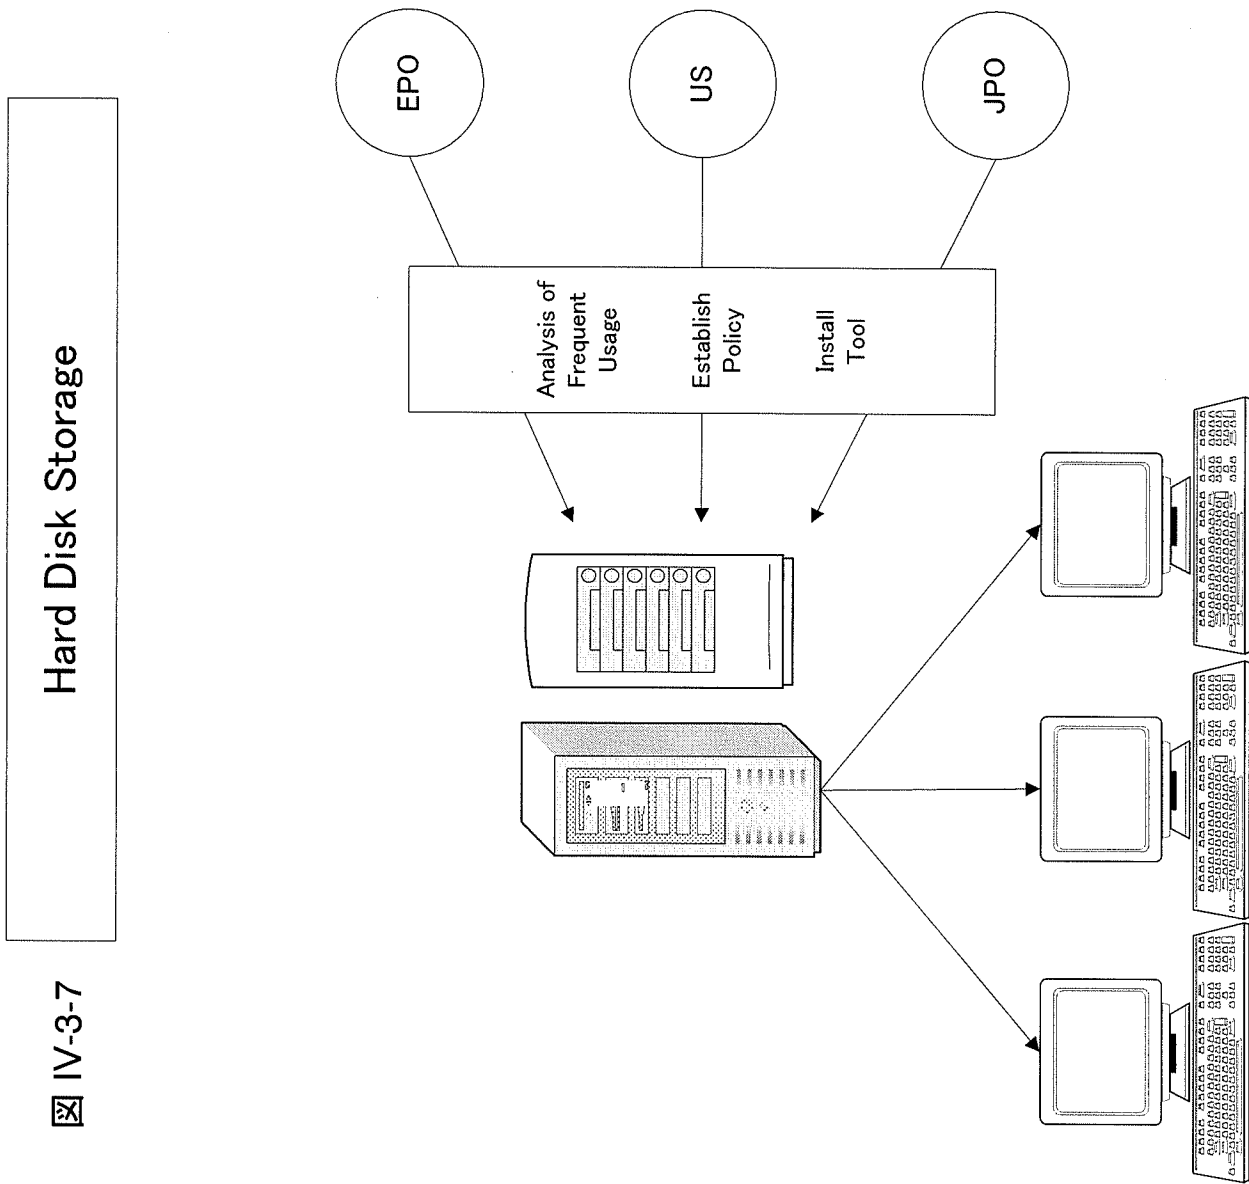 図 IV-3-7
Hard Disk Storage
EPO
US
JPO
Analysis of
Frequent
Usage
Establish
Policy
Install
Tool